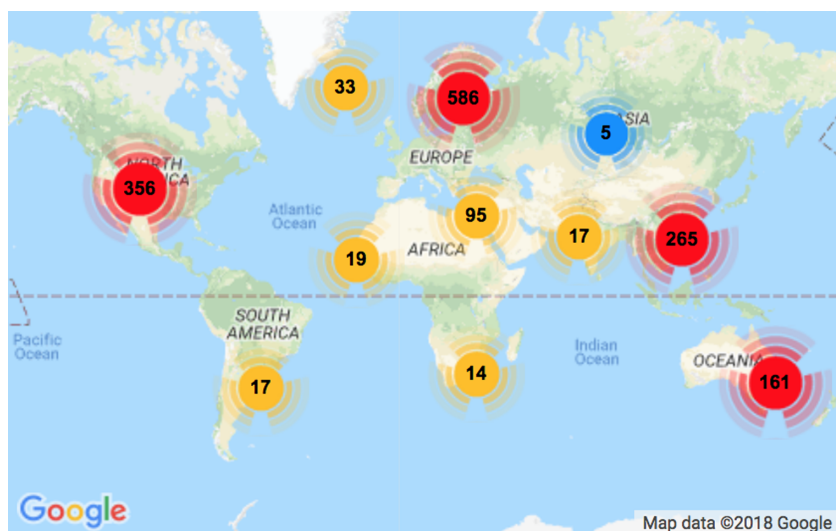 33
586
ASIA
5
EUROPE
NORTH
AMERICA
356
Atlantic
Ocean
95
17
265
AFRICA
19
SOUTH
AMERICA
Pacific
Ocean
Indian
Ocean
OCEANIA
17
14
161
Google
Map data ©2018 Google